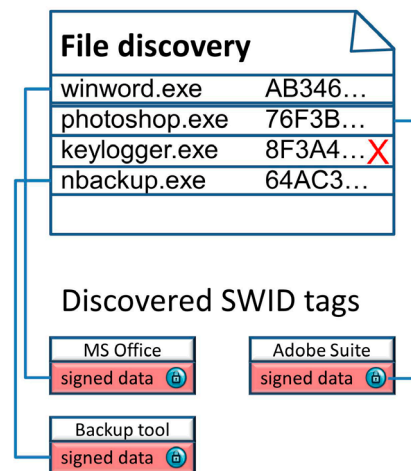 File discovery
winword.exe AB346...
photoshop.exe 76F3B...
keylogger.exe 8F3A4...X
nbackup.exe 64AC3...
Discovered SWID tags
MS Office Adobe Suite
signed data signed data
Backup tool
signed data